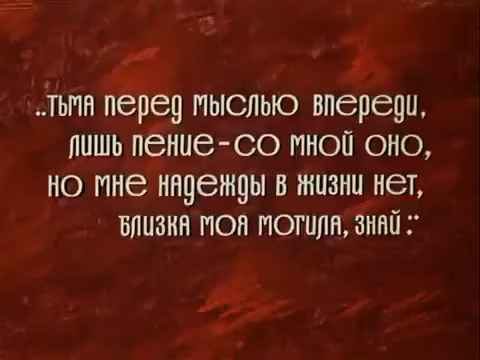 ..тьма перед мыслью впереди,
лишь пение-со мной оно,
но мне надежды в жизни нет,
близка моя могила, знай:·